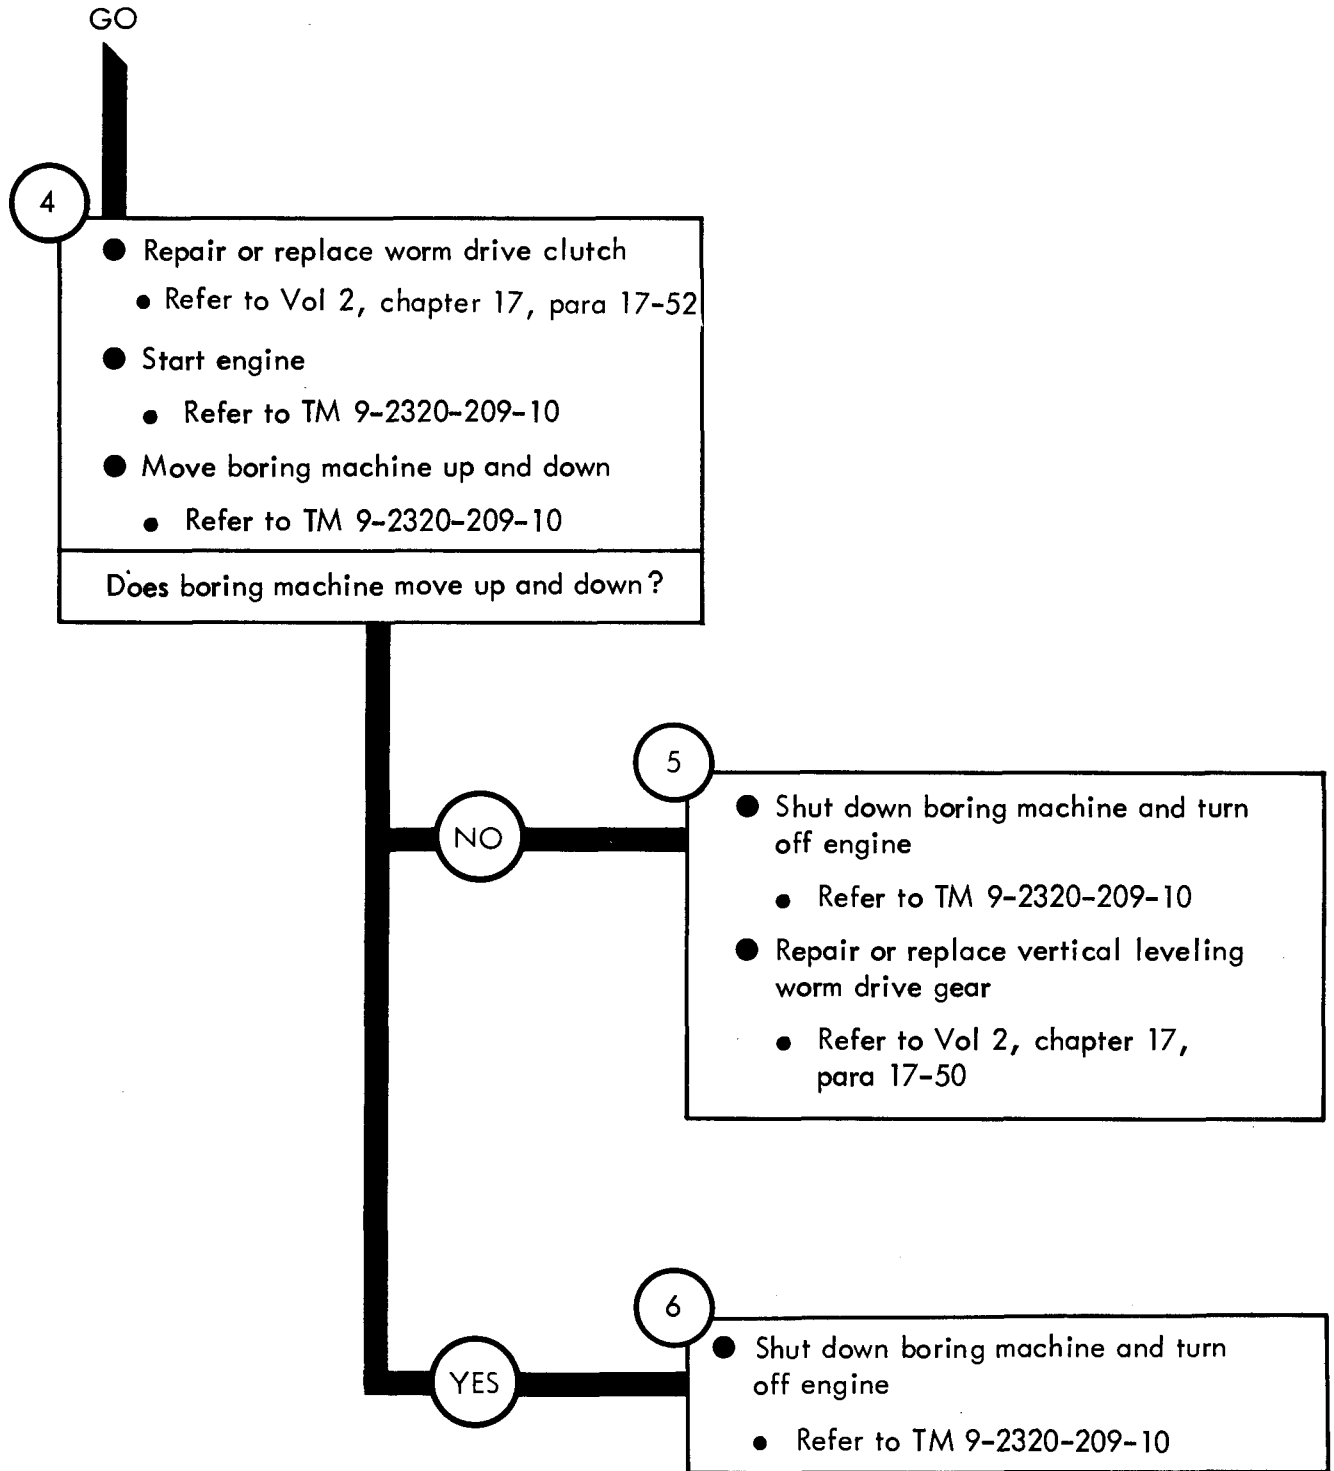 GO
4
● Repair or replace worm drive clutch
● Refer to Vol 2, chapter 17, para 17-52
● Start engine
● Refer to TM 9-2320-209-10
● Move boring machine up and down
● Refer to TM 9-2320-209-10
Does boring machine move up and down?
NO
5
● Shut down boring machine and turn
off engine
● Refer to TM 9-2320-209-10
● Repair or replace vertical leveling
worm drive gear
● Refer to Vol 2, chapter 17,
para 17-50
YES
6
● Shut down boring machine and turn
off engine
● Refer to TM 9-2320-209-10